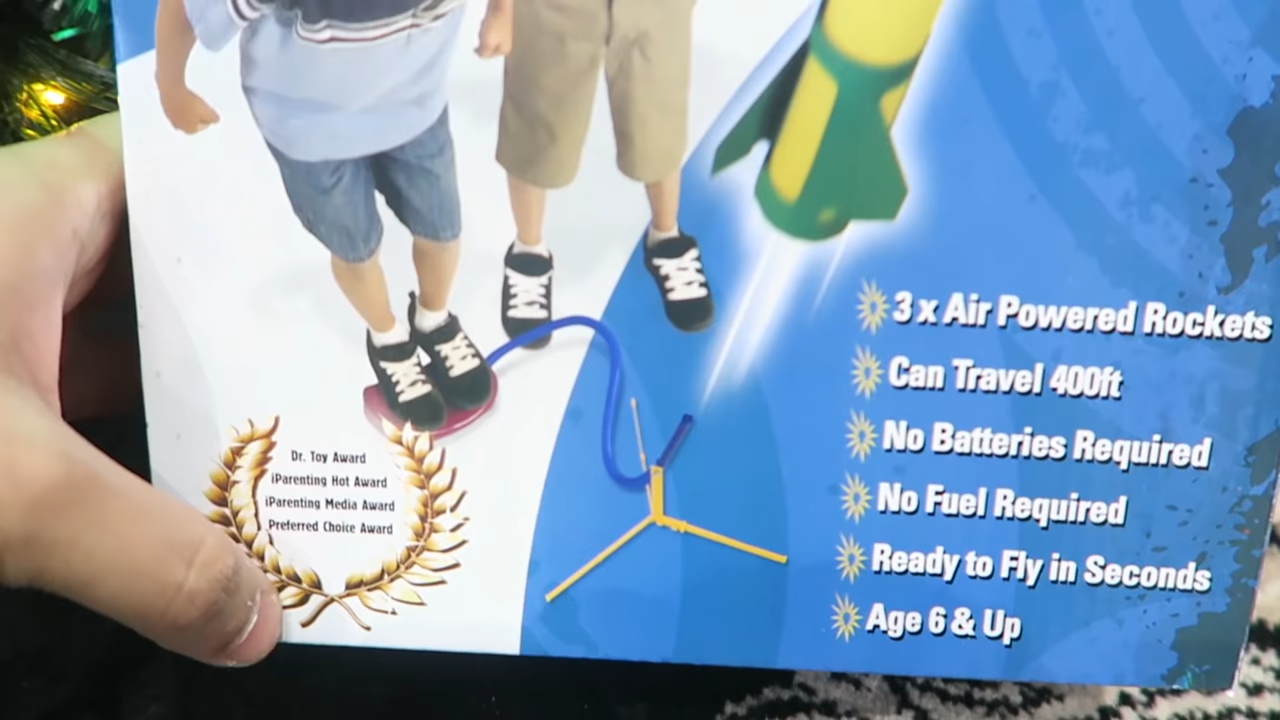 3 x Air Powered Rockets
Can Travel 400ft
No Batteries Required
No Fuel Required
Ready to Fly in Seconds
Age 6 & Up
Dr. Toy Award
iParenting Hot Award
iParenting Media Award
Preferred Choice Award